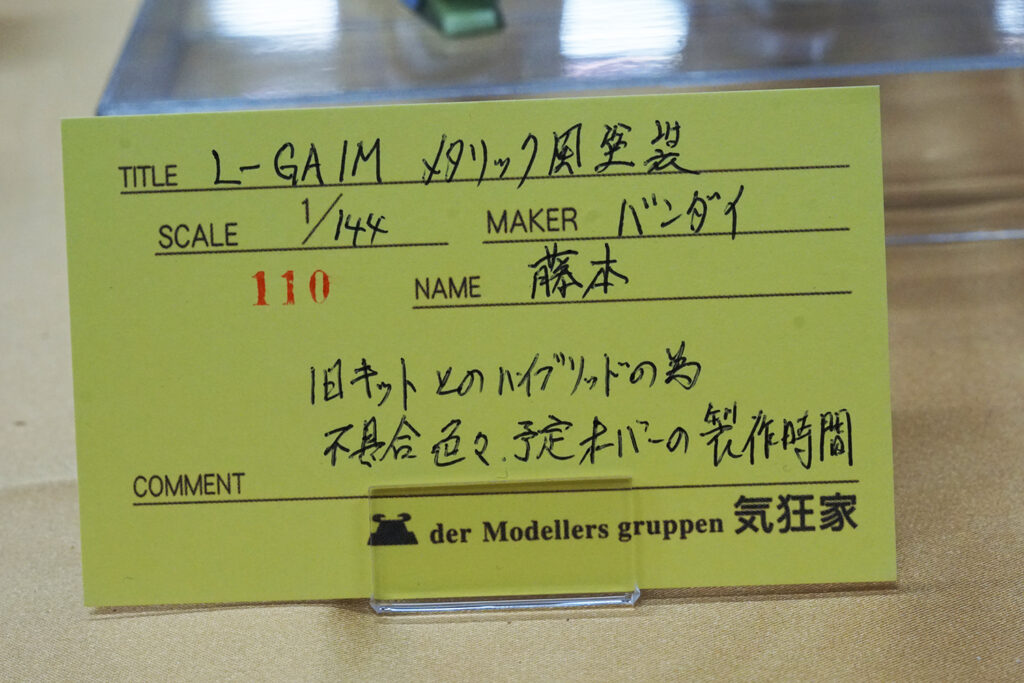 TITLE L-GAIM メタリック風塗装
SCALE 1/144 MAKER バンダイ
110 NAME 藤本
旧キットとのハイブリッドの為
不具合色々.予定オーバーの製作時間
COMMENT
der Modellers gruppen 気狂家